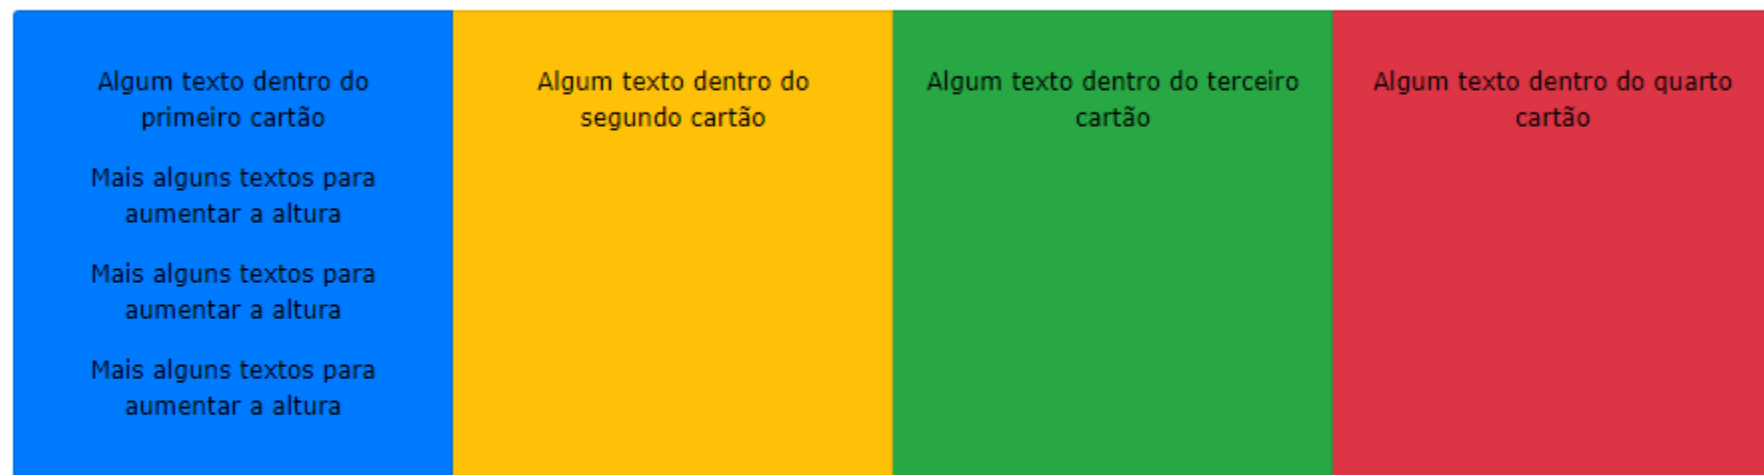 Algum texto dentro do
primeiro cartão
Mais alguns textos para
aumentar a altura
Mais alguns textos para
aumentar a altura
Mais alguns textos para
aumentar a altura
Algum texto dentro do
segundo cartão
Algum texto dentro do terceiro
cartão
Algum texto dentro do quarto
cartão